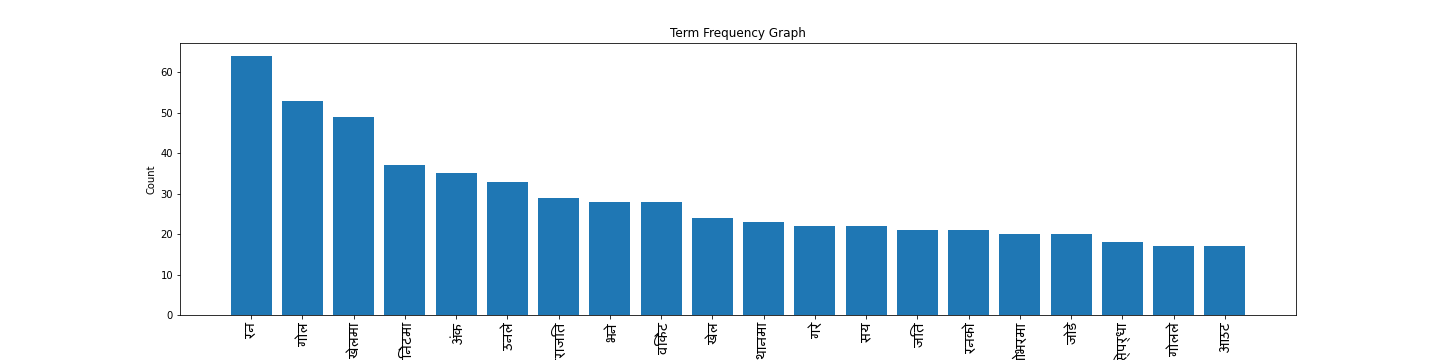 Term Frequency Graph
Count
60
50
40
30
20
10
0
रन
गोल
खेलमा
अंक
उनले
भने
वकिेट
खेल
गरे
सय
जति
रनको
जोडे
गोलले
आउट